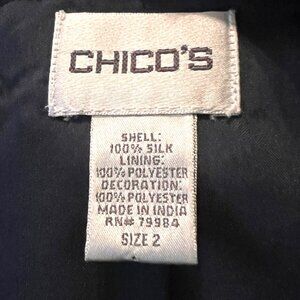 CHICO'S
SHELL:
100% SILK
LINING:
100% POLYESTER
DECORATION:
100% POLYESTER
MADE IN INDIA
RN# 79984
SIZE 2